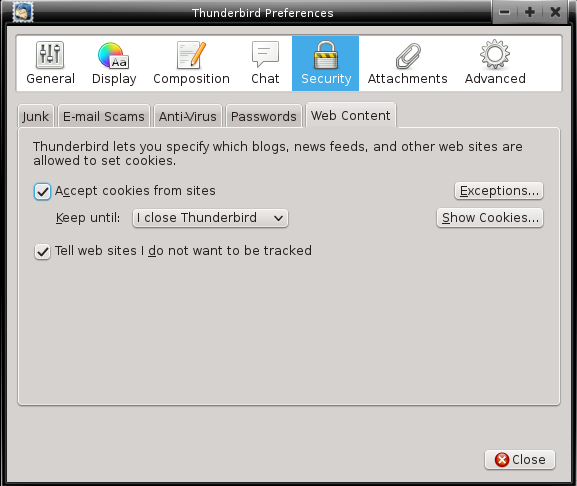 Thunderbird Preferences
General Display Composition Chat Security Attachments Advanced
Junk E-mail Scams Anti-Virus Passwords Web Content
Thunderbird lets you specify which blogs, news feeds, and other web sites are
allowed to set cookies.
Accept cookies from sites Exceptions...
Keep until: I close Thunderbird Show Cookies...
Tell web sites I do not want to be tracked
Close